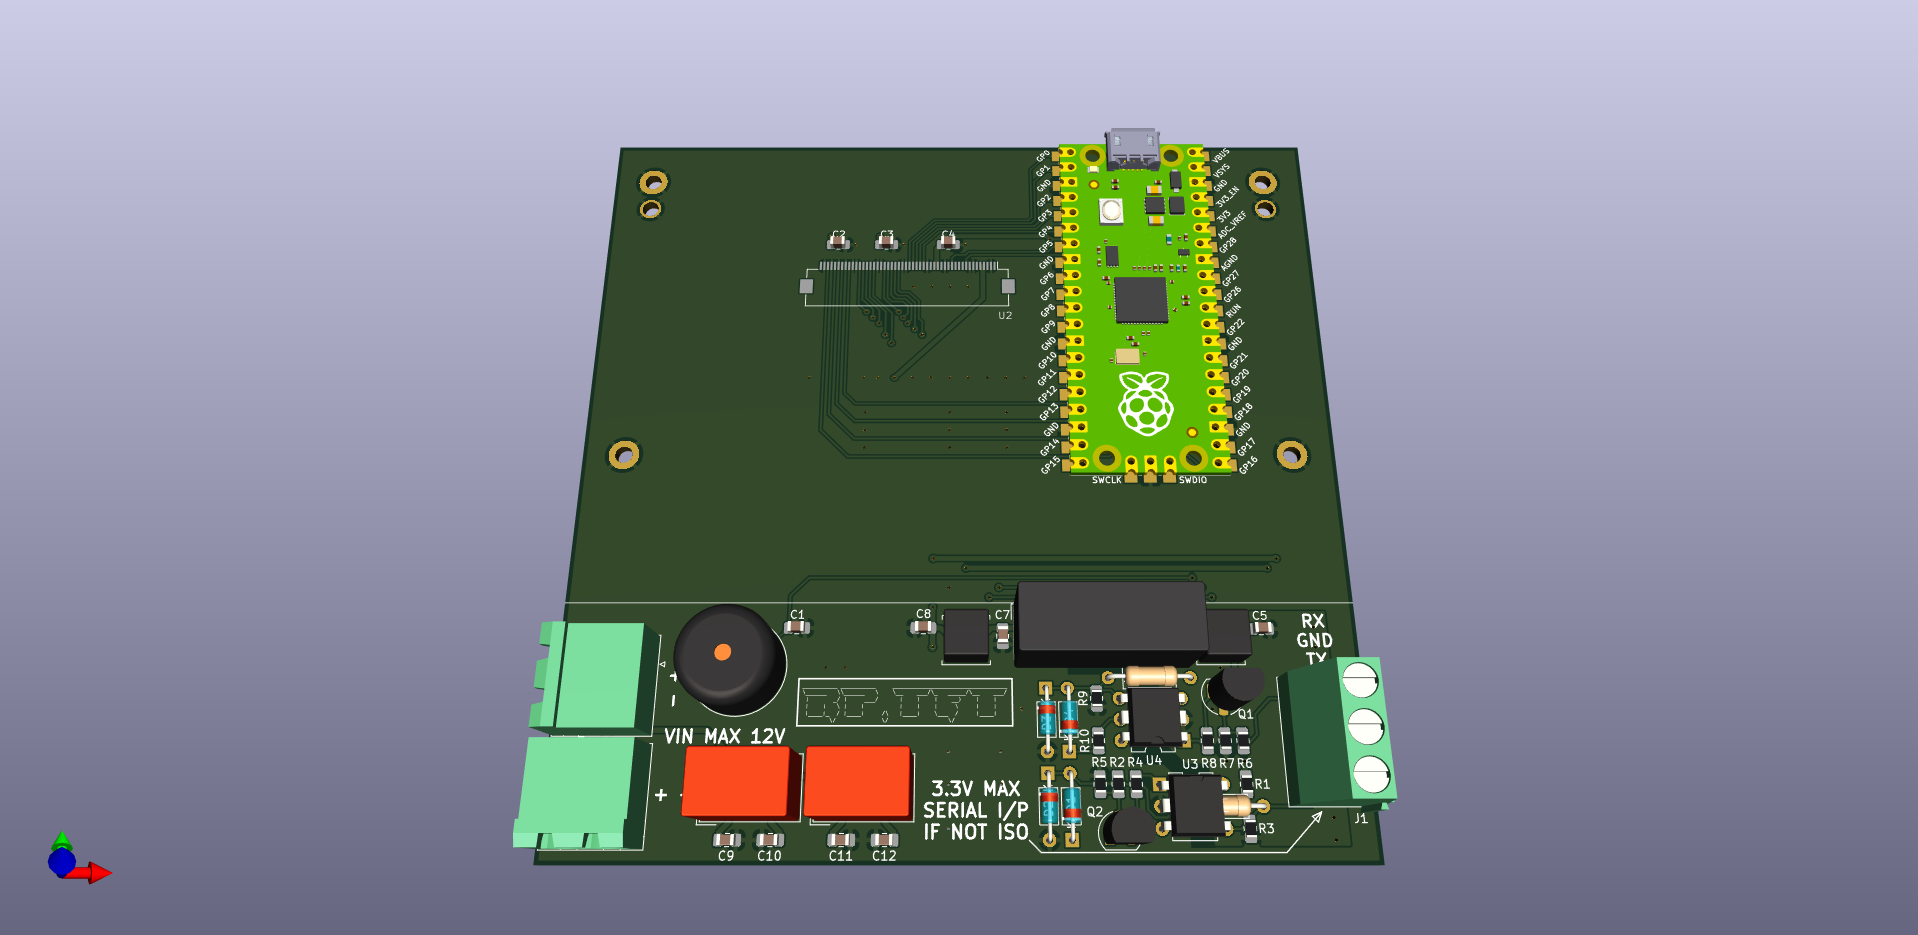 GP0
GP1
GND
GP2
GP3
GP4
GP5
GND
GP6
GP7
GP8
GP9
GND
GP10
GP11
GP12
GP13
GND
GP14
GP15
VBUS
VSYS
GND
3V3_EN
3V3
ADC_VREF
GP28
AGND
GP27
GP26
RUN
GP22
GND
GP21
GP20
GP19
GP18
GND
GP17
GP16
SWCLK
SWDIO
C2
C3
C4
U2
C1
C8
C7
C5
RX
GND
TX
+
-
VIN MAX 12V
+
R9
R10
Q1
U4
R5
R2
R4
U3
R8
R7
R6
R1
R3
Q2
J1
3.3V MAX
SERIAL I/P
IF NOT ISO
C9
C10
C11
C12